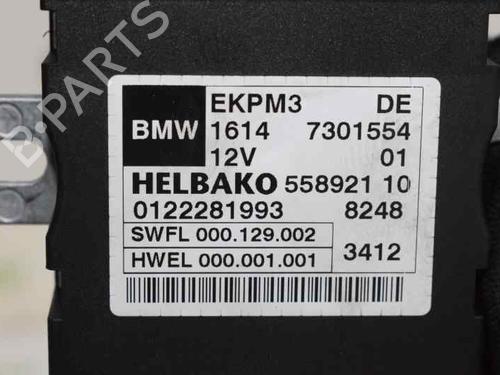 B-PARTS
EKPM3 DE
BMW 1614 7301554
12V 01
HELBAKO 558921 10
0122281993 8248
SWFL 000.129.002
HWEL 000.001.001 3412